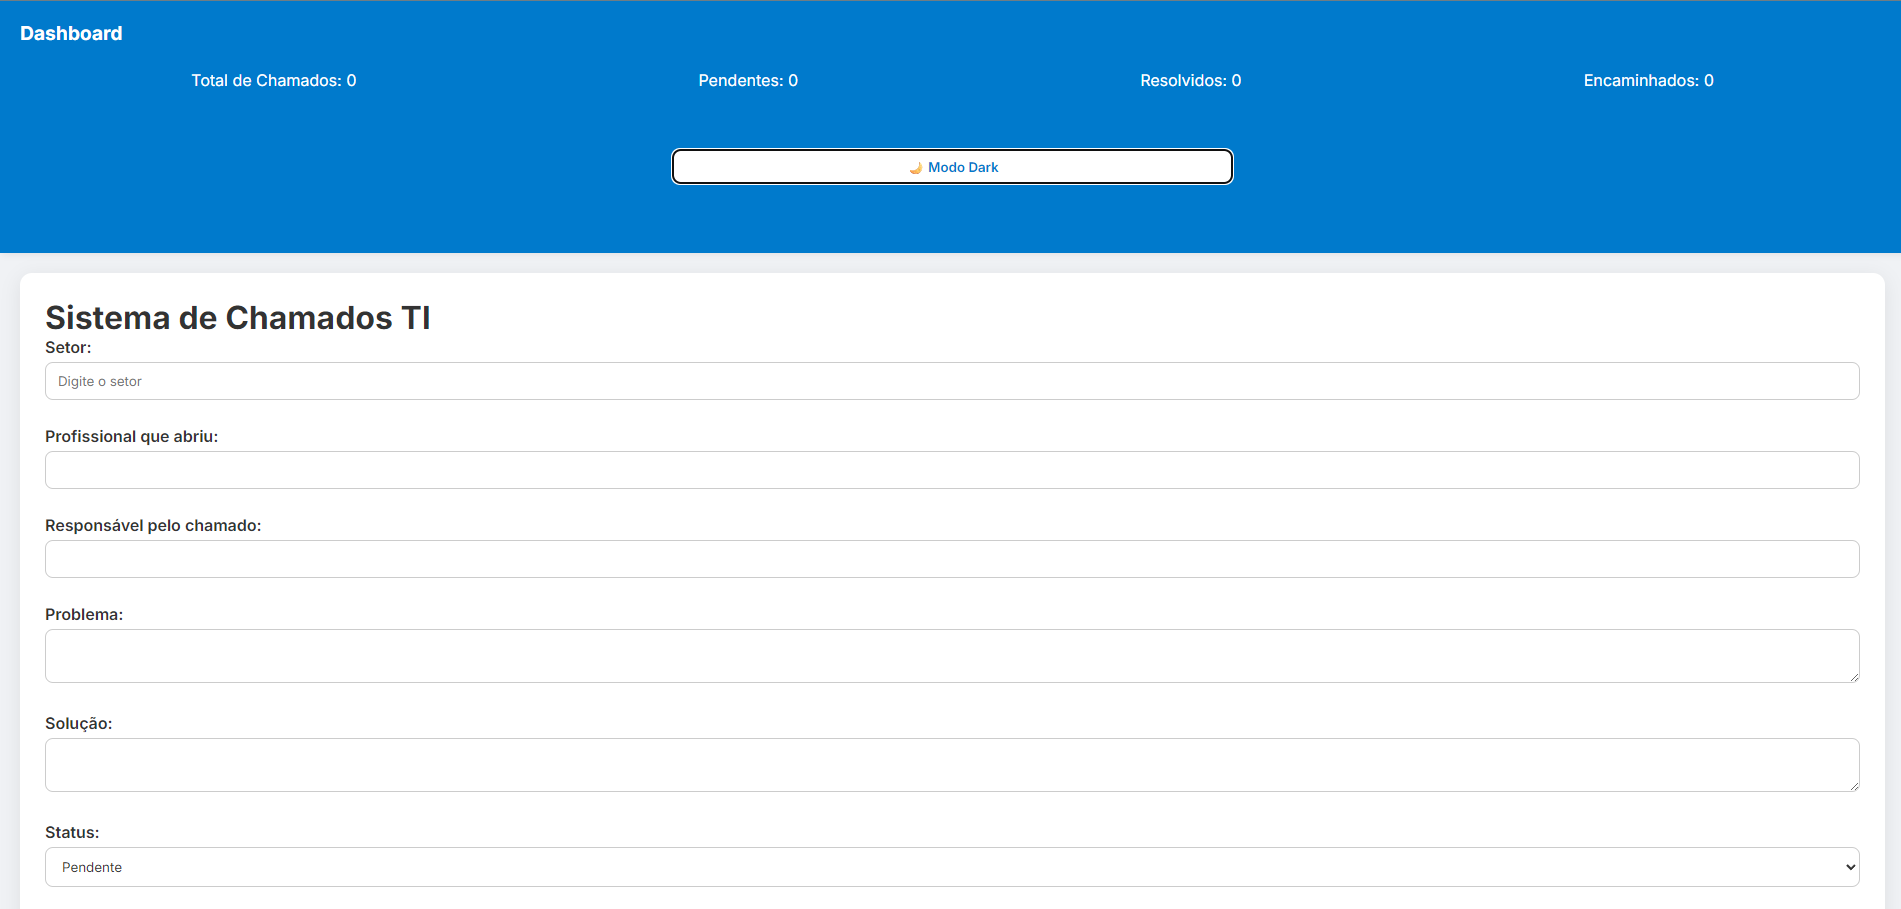 Dashboard
Total de Chamados: 0 Pendentes: 0 Resolvidos: 0 Encaminhados: 0
🌙 Modo Dark
Sistema de Chamados TI
Setor:
Digite o setor
Profissional que abriu:
Responsável pelo chamado:
Problema:
Solução:
Status:
Pendente